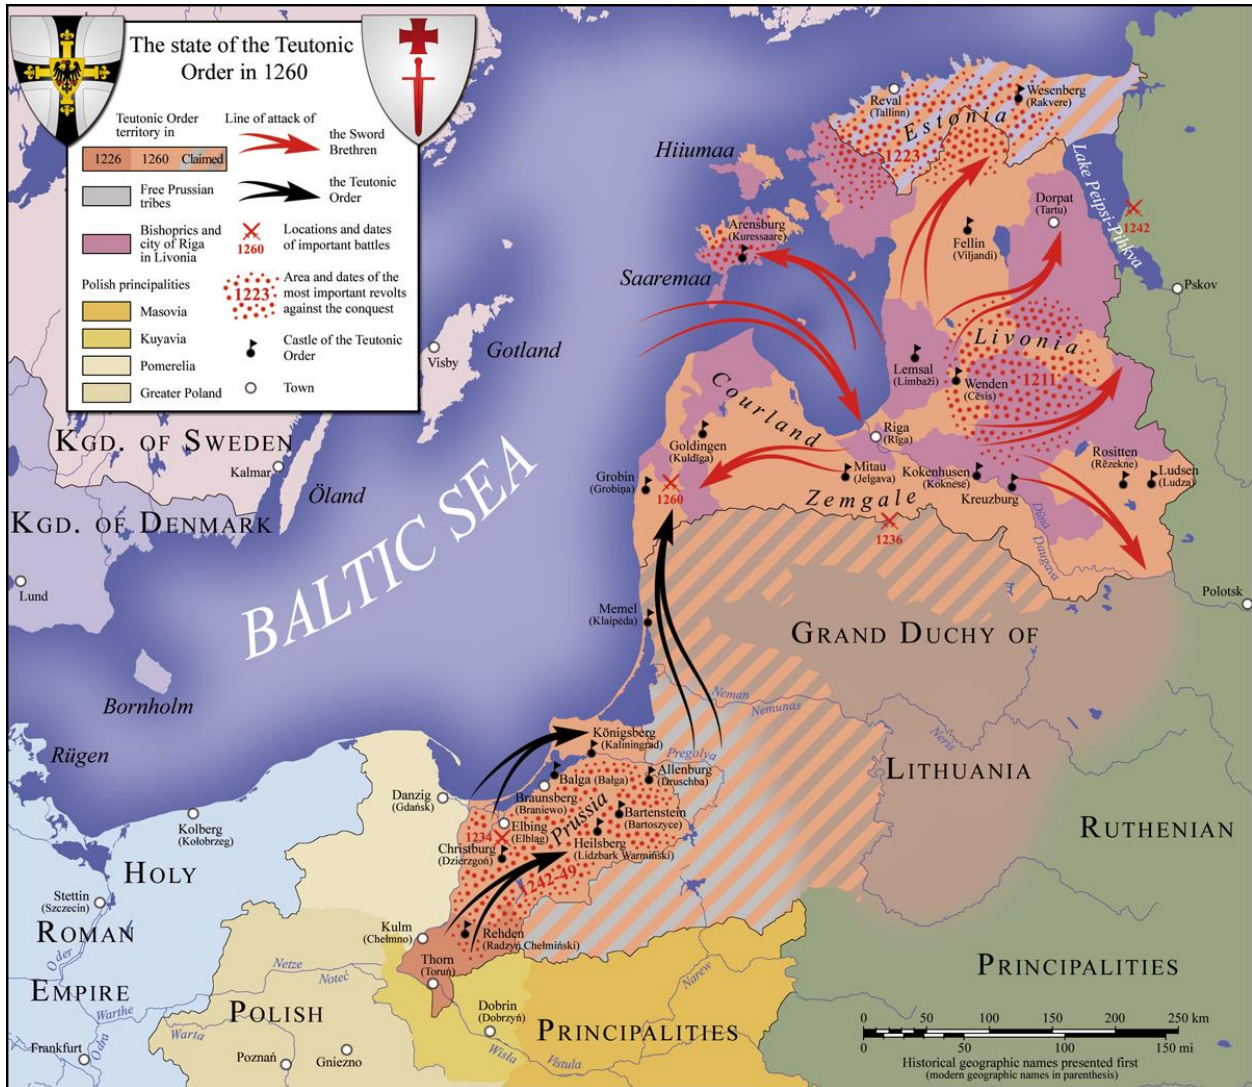 The state of the Teutonic
Order in 1260
Teutonic Order
territory in
1226
1260
Claimed
Free Prussian
tribes
Bishoprics and
city of Riga
in Livonia
Polish principalities
Masovia
Kuyavia
Pomerelia
Greater Poland
Line of attack of
the Sword
Brethren
the Teutonic
Order
1260
Locations and dates
of important battles
1223
Area and dates of the
most important revolts
against the conquest
Castle of the Teutonic
Order
Town
Reval
(Tallinn)
Wesenberg
(Rakvere)
Estonia
1223
Hiiumaa
Lake Peipsi-Pihkva
Dorpat
(Tartu)
1242
Arensburg
(Kuressaare)
Fellin
(Viljandi)
Saaremaa
Pskov
Livonia
1211
Lemsal
(Limbaži)
Wenden
(Cēsis)
Visby
Gotland
Courland
Goldingen
(Kuldīga)
Riga
(Rīga)
Grobin
(Grobiņa)
1260
Mitau
(Jelgava)
Kokenhusen
(Koknese)
Kreuzburg
Rositten
(Rēzekne)
Ludsen
(Ludza)
Zemgale
1236
Düna
Daugava
KGD. OF SWEDEN
Kalmar
Öland
KGD. OF DENMARK
Lund
BALTIC SEA
Polotsk
Memel
(Klaipėda)
GRAND DUCHY OF
LITHUANIA
Neman
Nemunas
Neris
Bornholm
Rügen
Königsberg
(Kaliningrad)
Pregolya
Balga (Bałga)
Allenburg
(Druschba)
Danzig
(Gdańsk)
Braunsberg
(Braniewo)
Prussia
Bartenstein
(Bartoszyce)
1234
Elbing
(Elbląg)
Christburg
(Dzierzgoń)
Heilsberg
(Lidzbark Warmiński)
1242-49
Kolberg
(Kołobrzeg)
RUTHENIAN
PRINCIPALITIES
HOLY
ROMAN
EMPIRE
Stettin
(Szczecin)
Oder
Kulm
(Chełmno)
Rehden
(Radzyń Chełmiński)
Thorn
(Toruń)
Netze
Noteć
Warthe
Warta
Odra
Narew
POLISH
PRINCIPALITIES
Dobrin
(Dobrzyń)
Wisła
Vistula
Frankfurt
Poznań
Gniezno
0 50 100 150 200 250 km
0 50 100 150 mi
Historical geographic names presented first
(modern geographic names in parenthesis)